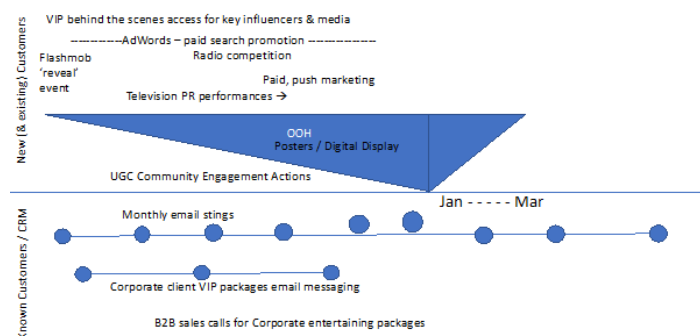 VIP behind the scenes access for key influencers & media
-------------AdWords – paid search promotion -----------------
Radio competition
Flashmob
'reveal'
event
Paid, push marketing
Television PR performances →
New (& existing) Customers
OOH
Posters / Digital Display
UGC Community Engagement Actions
Jan - - - - - Mar
Monthly email stings
Known Customers / CRM
Corporate client VIP packages email messaging
B2B sales calls for Corporate entertaining packages